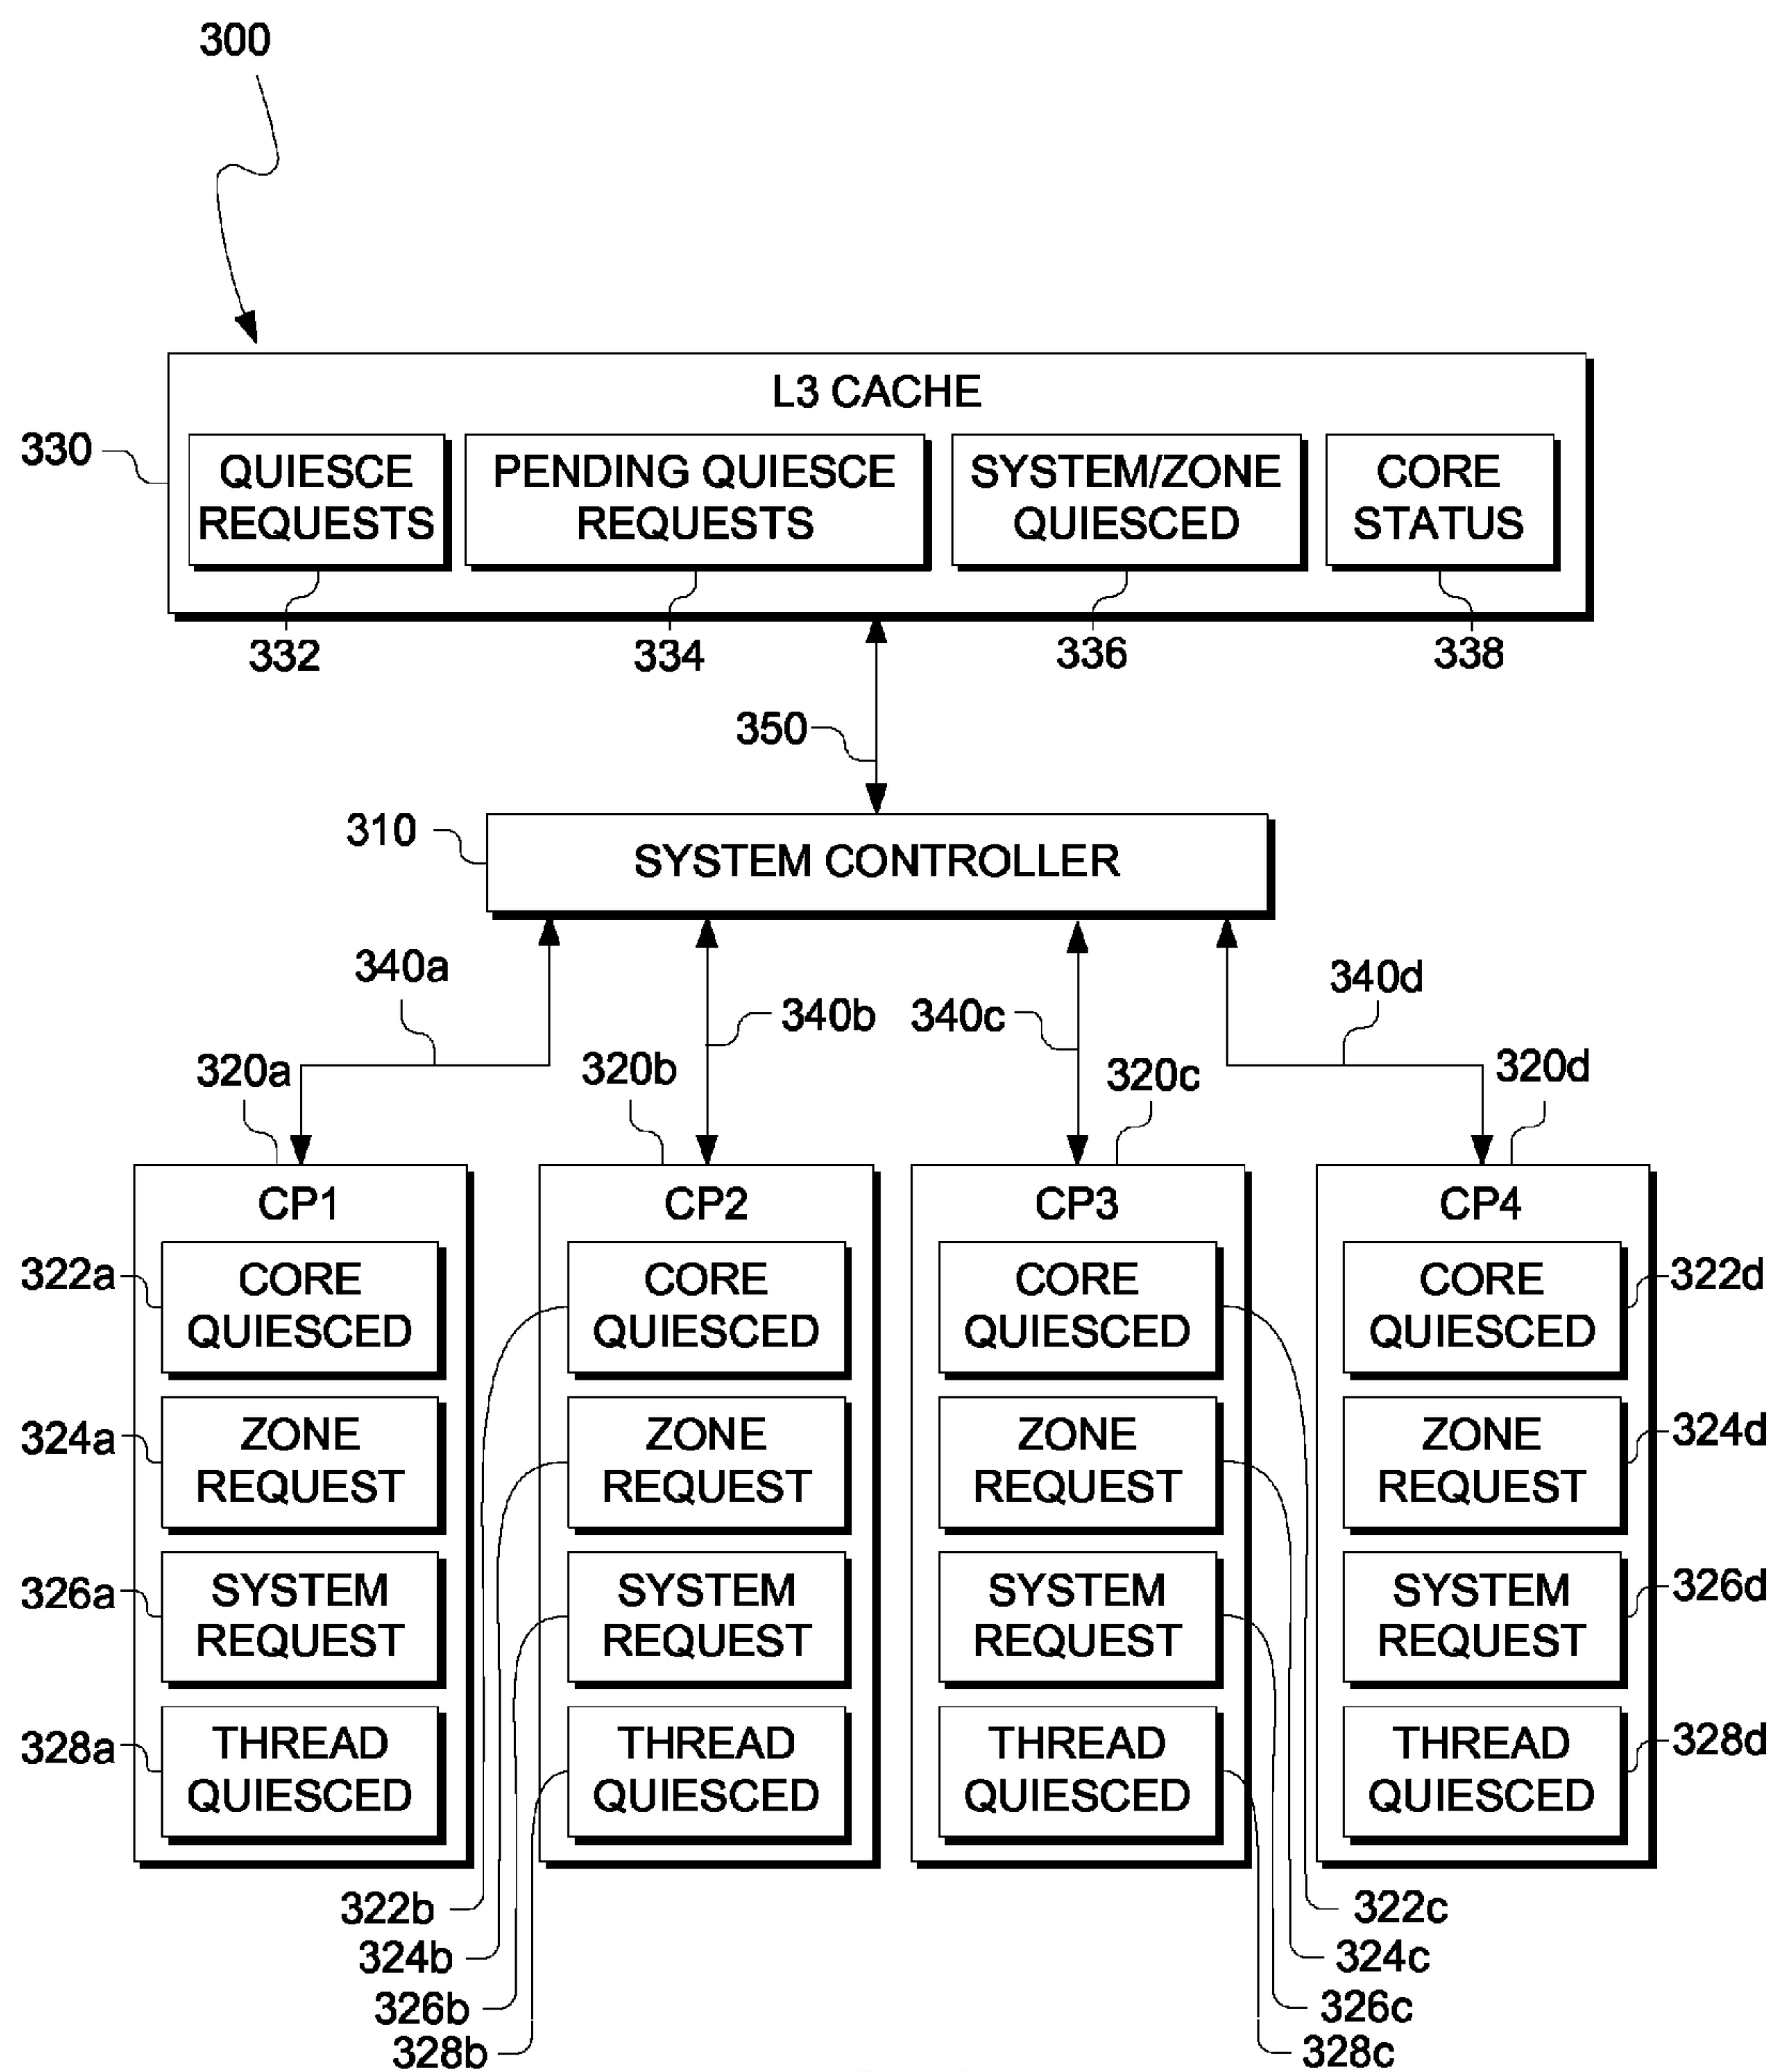 300
L3 CACHE
330
QUIESCE
REQUESTS
PENDING QUIESCE
REQUESTS
SYSTEM/ZONE
QUIESCED
CORE
STATUS
332
334
336
338
350
310
SYSTEM CONTROLLER
340a
340b
340c
340d
320a
320b
320c
320d
CP1
322a
CORE
QUIESCED
324a
ZONE
REQUEST
326a
SYSTEM
REQUEST
328a
THREAD
QUIESCED
CP2
CORE
QUIESCED
ZONE
REQUEST
SYSTEM
REQUEST
THREAD
QUIESCED
322b
324b
326b
328b
CP3
CORE
QUIESCED
ZONE
REQUEST
SYSTEM
REQUEST
THREAD
QUIESCED
322c
324c
326c
328c
CP4
CORE
QUIESCED
322d
ZONE
REQUEST
324d
SYSTEM
REQUEST
326d
THREAD
QUIESCED
328d